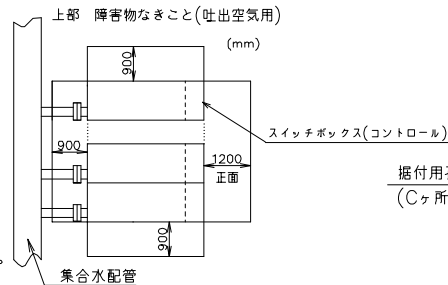 上部 障害物なきこと(吐出空気用)
(mm)
900
スイッチボックス(コントロール)
900
1200
正面
据付用
(Cヶ所
900
集合水配管